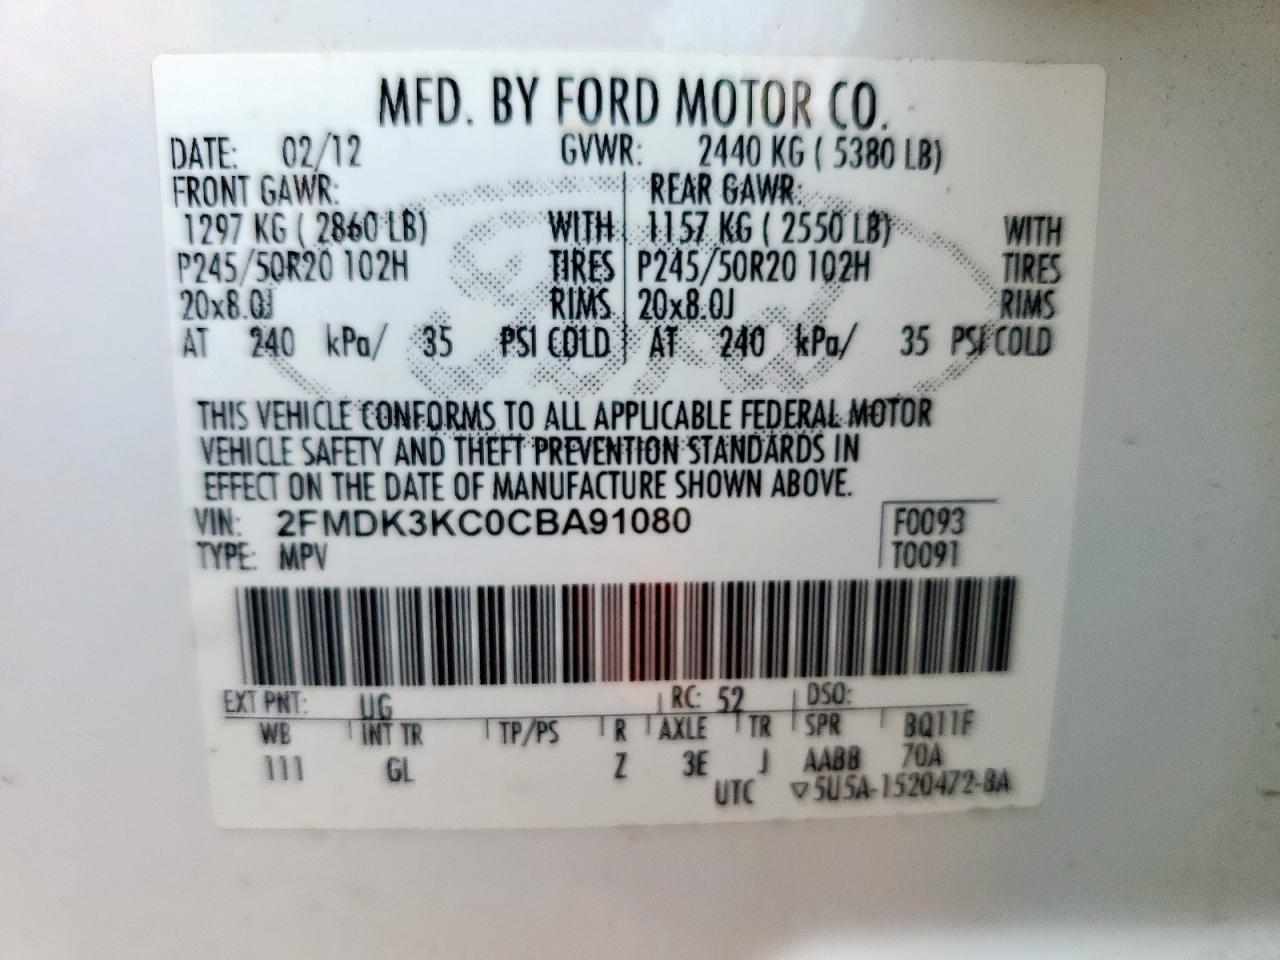 MFD. BY FORD MOTOR CO.
DATE: 02/12 GVWR: 2440 KG ( 5380 LB)
FRONT GAWR: REAR GAWR:
1297 KG ( 2860 LB) WITH 1157 KG ( 2550 LB) WITH
P245/50R20 102H TIRES P245/50R20 102H TIRES
20x8.0J RIMS 20x8.0J RIMS
AT 240 kPa/ 35 PSI COLD AT 240 kPa/ 35 PSI COLD
Ford
THIS VEHICLE CONFORMS TO ALL APPLICABLE FEDERAL MOTOR
VEHICLE SAFETY AND THEFT PREVENTION STANDARDS IN
EFFECT ON THE DATE OF MANUFACTURE SHOWN ABOVE.
VIN: 2FMDK3KC0CBA91080 F0093
TYPE: MPV T0091
EXT PNT: UG RC: 52 DSO:
WB INT TR TP/PS R AXLE TR SPR BQ11F
111 GL Z 3E J AABB 70A
UTC ▽5U5A-1520472-BA